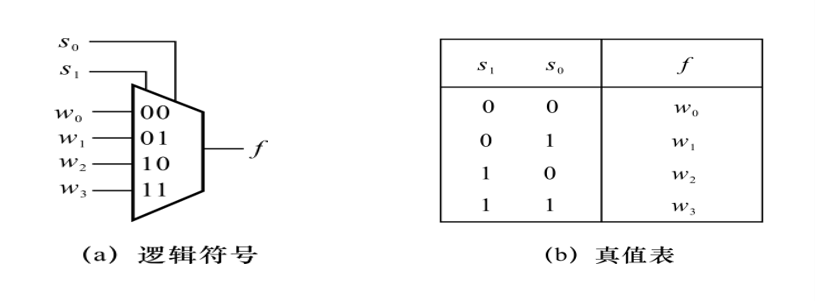 s₀
s₁
w₀ 00
w₁ 01
w₂ 10
w₃ 11
f
(a) 逻辑符号
s₁ s₀ f
0 0 w₀
0 1 w₁
1 0 w₂
1 1 w₃
(b) 真值表